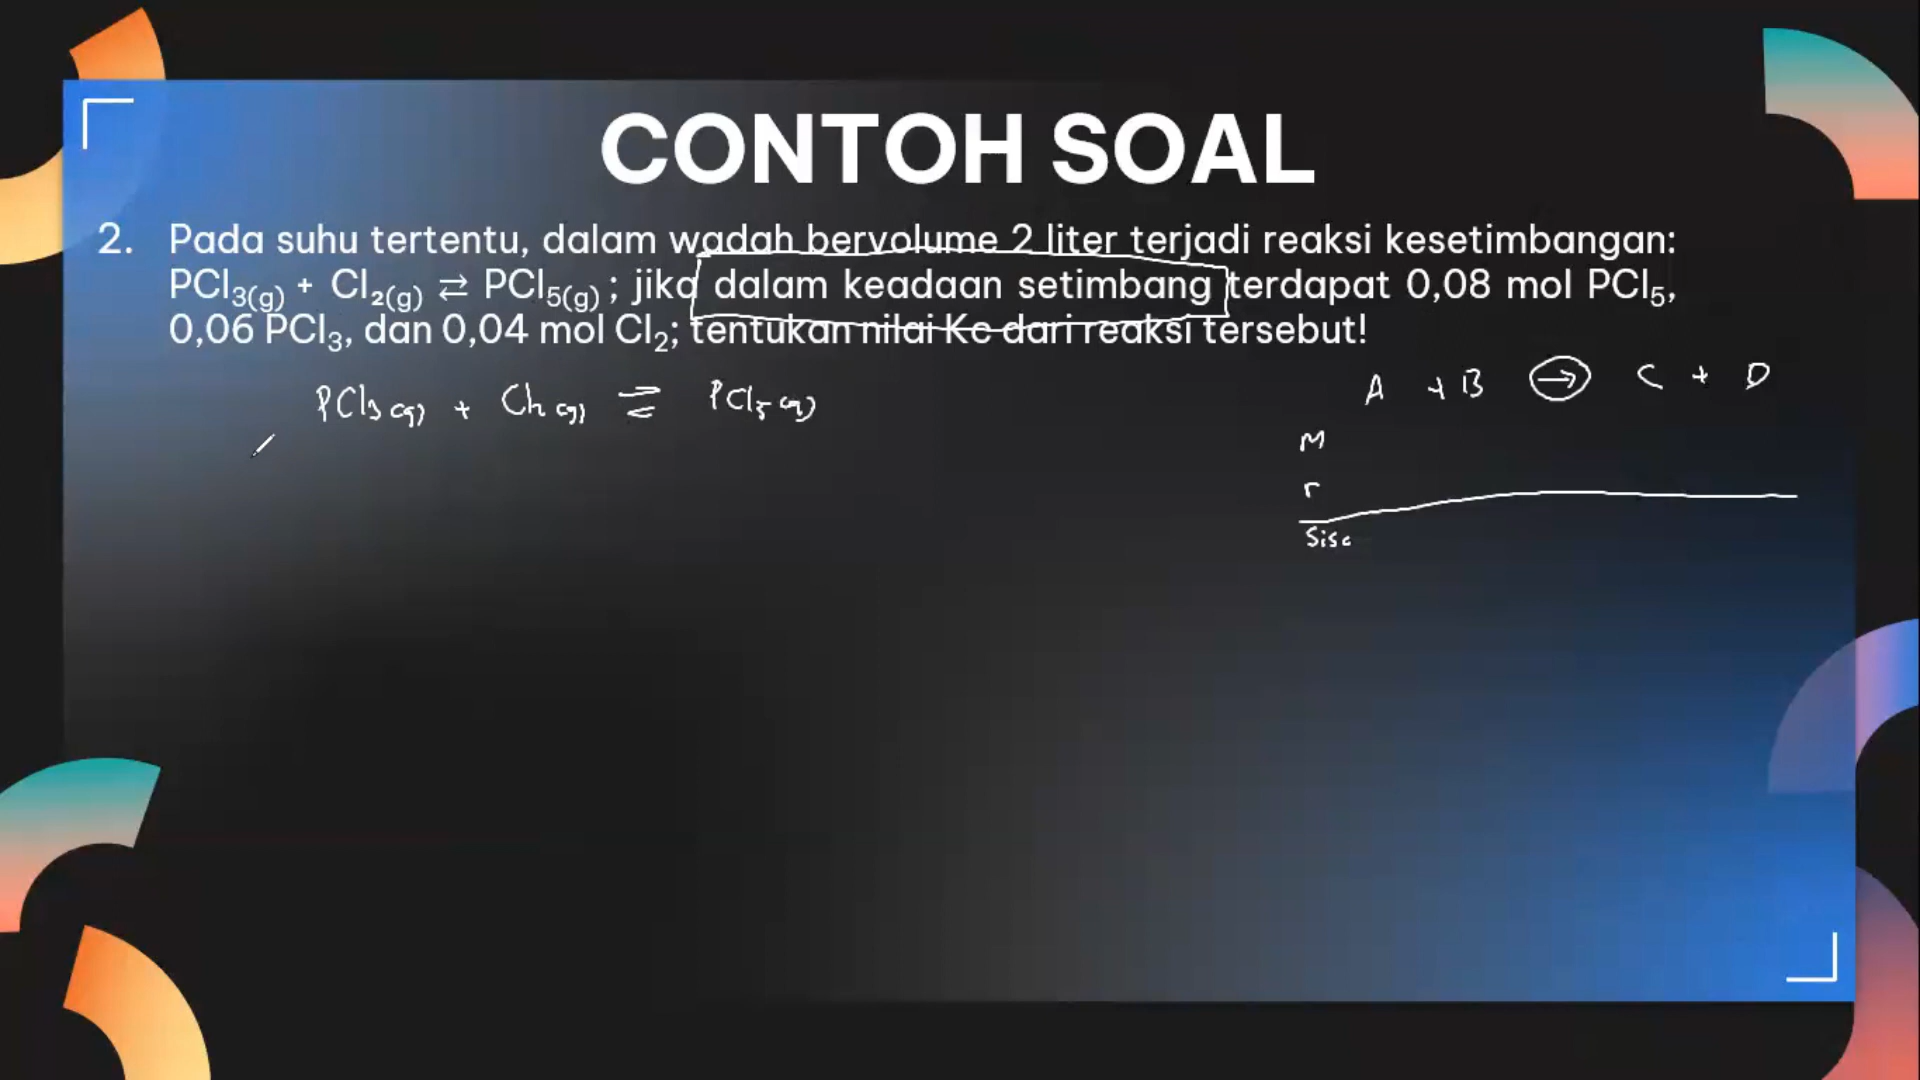 CONTOH SOAL
2. Pada suhu tertentu, dalam wadah bervolume 2 liter terjadi reaksi kesetimbangan:
PCl₃(g) + Cl₂(g) ⇄ PCl₅(g) ; jika dalam keadaan setimbang terdapat 0,08 mol PCl₅,
0,06 PCl₃, dan 0,04 mol Cl₂; tentukan nilai Kc dari reaksi tersebut!
PCl₃(g) + Cl₂(g) ⇌ PCl₅(g)
A + B → C + D
M
r
Sisa